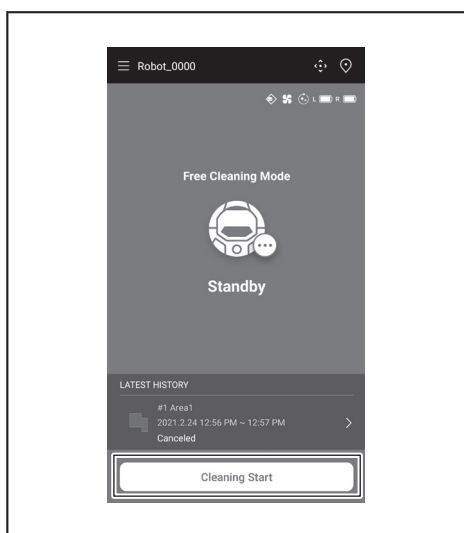 Robot_0000
L R
Free Cleaning Mode
Standby
LATEST HISTORY
#1 Area1
2021.2.24 12:56 PM ~ 12:57 PM
Canceled
Cleaning Start